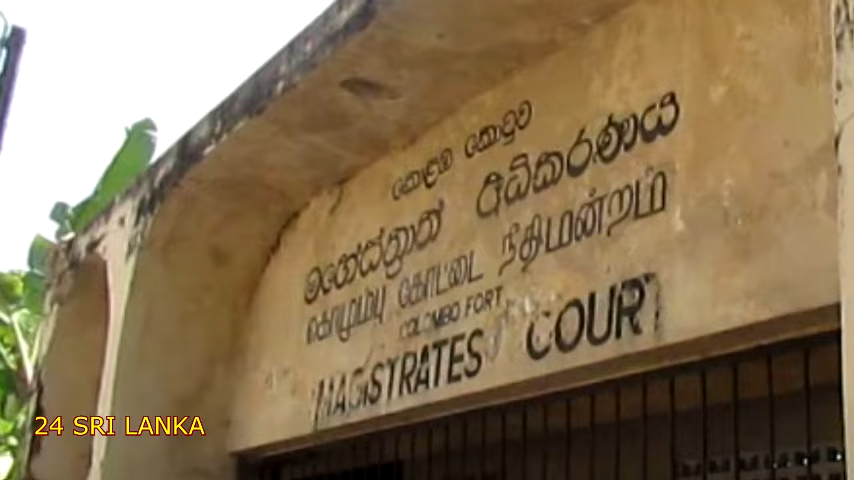 කොළඹ කොටුව
මහේස්ත්‍රාත් අධිකරණය
கொழும்பு கோட்டை நீதிமன்றம்
COLOMBO FORT
MAGISTRATES COURT
24 SRI LANKA